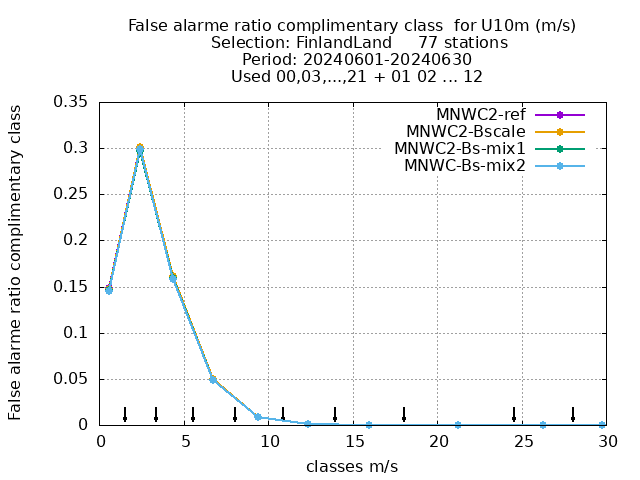 False alarme ratio complimentary class  for U10m (m/s)
Selection: FinlandLand     77 stations
Period: 20240601-20240630
Used 00,03,...,21 + 01 02 ... 12
False alarme ratio complimentary class
0.35
0.3
0.25
0.2
0.15
0.1
0.05
0
MNWC2-ref
MNWC2-Bscale
MNWC2-Bs-mix1
MNWC-Bs-mix2
0 5 10 15 20 25 30
classes m/s